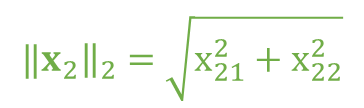 ‖𝐱₂‖₂ = √(x₂₁² + x₂₂²)